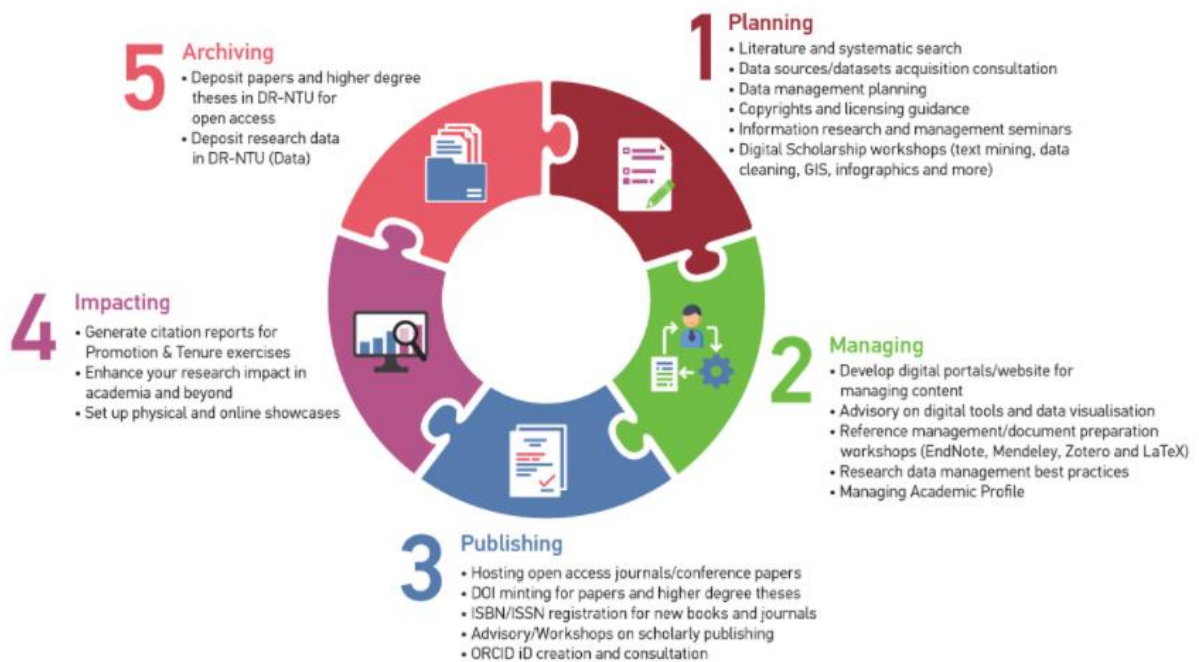 1
Planning
• Literature and systematic search
• Data sources/datasets acquisition consultation
• Data management planning
• Copyrights and licensing guidance
• Information research and management seminars
• Digital Scholarship workshops (text mining, data
cleaning, GIS, infographics and more)
2
Managing
• Develop digital portals/website for
managing content
• Advisory on digital tools and data visualisation
• Reference management/document preparation
workshops (EndNote, Mendeley, Zotero and LaTeX)
• Research data management best practices
• Managing Academic Profile
3
Publishing
• Hosting open access journals/conference papers
• DOI minting for papers and higher degree theses
• ISBN/ISSN registration for new books and journals
• Advisory/Workshops on scholarly publishing
• ORCID iD creation and consultation
4
Impacting
• Generate citation reports for
Promotion & Tenure exercises
• Enhance your research impact in
academia and beyond
• Set up physical and online showcases
5
Archiving
• Deposit papers and higher degree
theses in DR-NTU for
open access
• Deposit research data
in DR-NTU (Data)